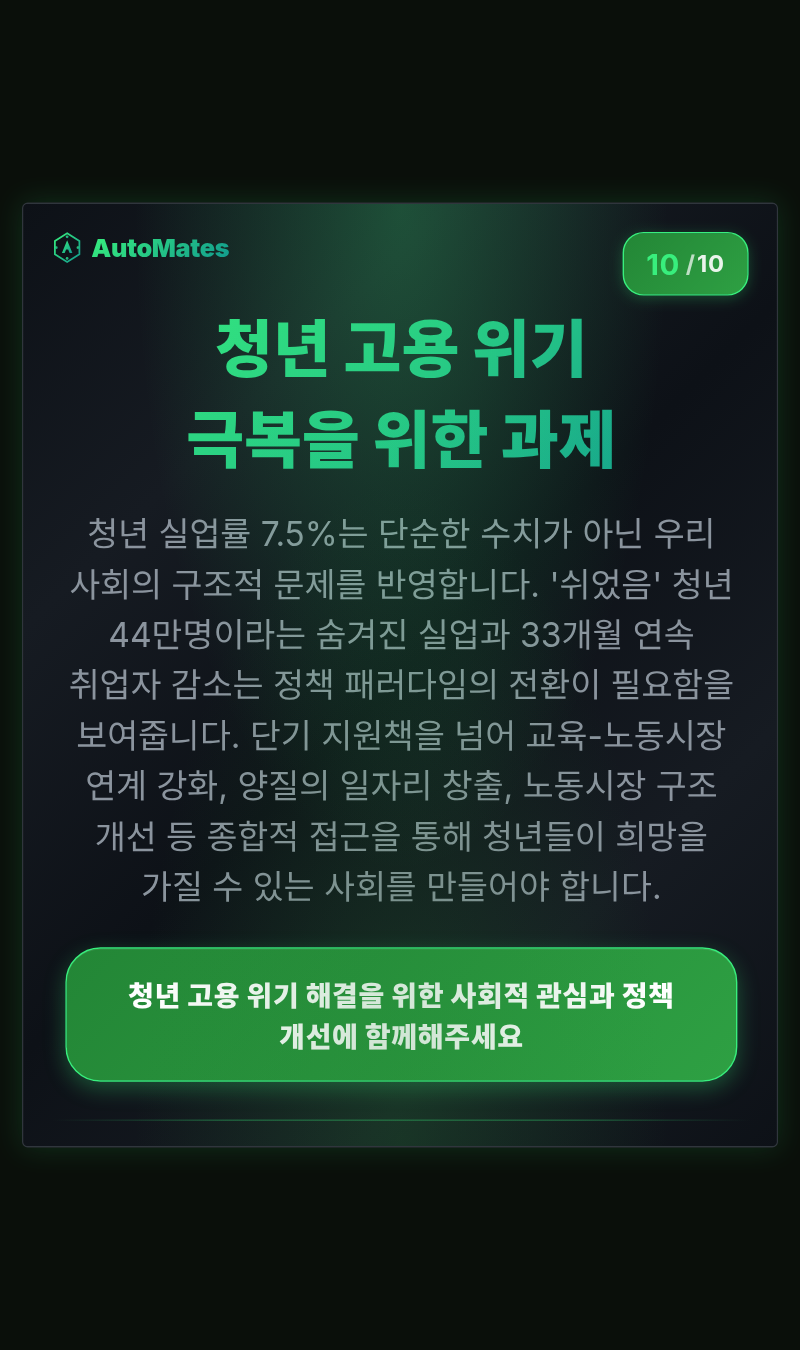 AutoMates
10 /10
청년 고용 위기
극복을 위한 과제
청년 실업률 7.5%는 단순한 수치가 아닌 우리
사회의 구조적 문제를 반영합니다. '쉬었음' 청년
44만명이라는 숨겨진 실업과 33개월 연속
취업자 감소는 정책 패러다임의 전환이 필요함을
보여줍니다. 단기 지원책을 넘어 교육-노동시장
연계 강화, 양질의 일자리 창출, 노동시장 구조
개선 등 종합적 접근을 통해 청년들이 희망을
가질 수 있는 사회를 만들어야 합니다.
청년 고용 위기 해결을 위한 사회적 관심과 정책
개선에 함께해주세요